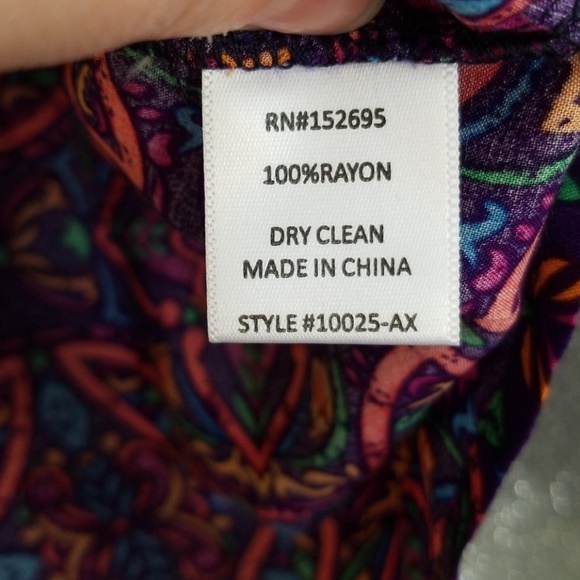 RN#152695
100%RAYON
DRY CLEAN
MADE IN CHINA
STYLE #10025-AX